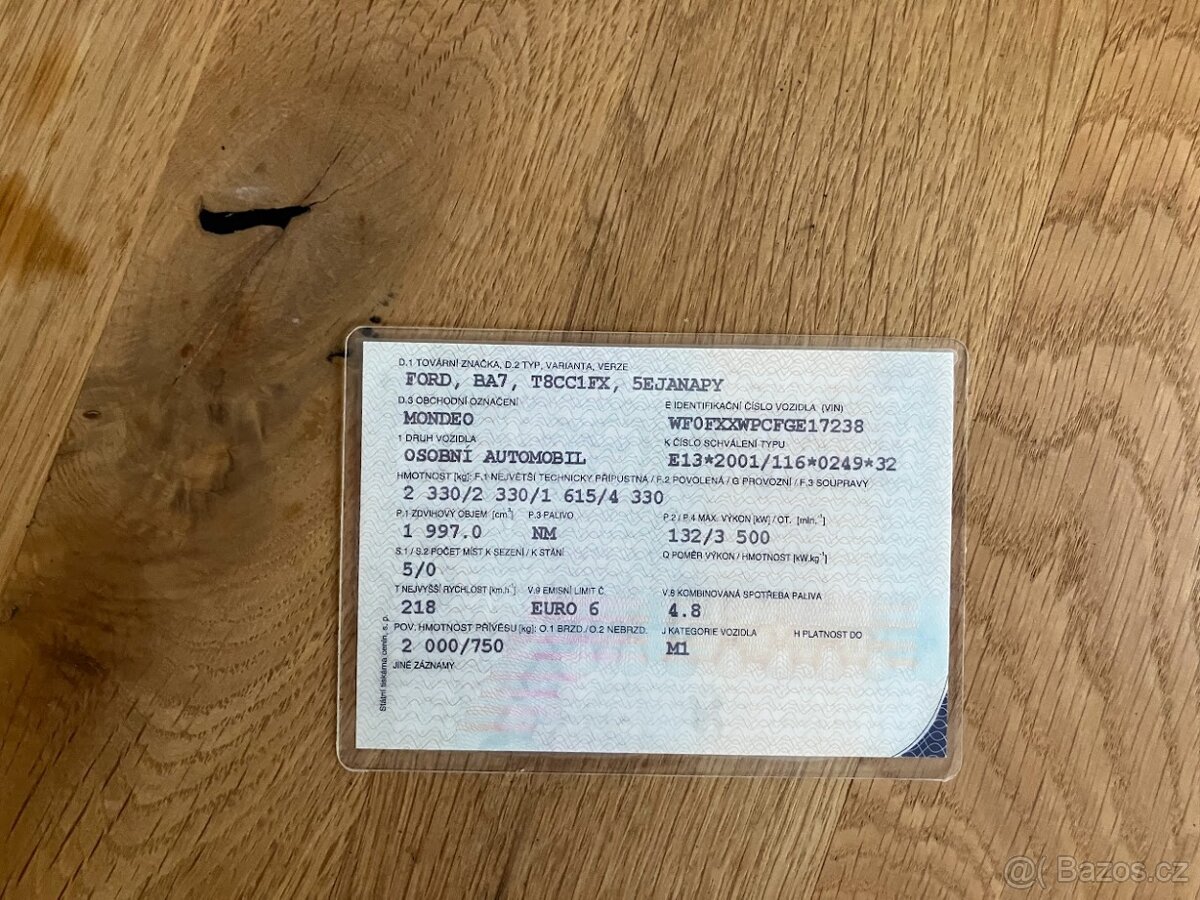 D.1 TOVÁRNÍ ZNAČKA, D.2 TYP, VARIANTA, VERZE
FORD, BA7, T8CC1FX, 5EJANAPY
D.3 OBCHODNÍ OZNAČENÍ E IDENTIFIKAČNÍ ČÍSLO VOZIDLA (VIN)
MONDEO WF0FXXWPCFGE17238
1 DRUH VOZIDLA K ČÍSLO SCHVÁLENÍ TYPU
OSOBNÍ AUTOMOBIL E13*2001/116*0249*32
HMOTNOST [kg]: F.1 NEJVĚTŠÍ TECHNICKY PŘÍPUSTNÁ / F.2 POVOLENÁ / G PROVOZNÍ / F.3 SOUPRAVY
2 330/2 330/1 615/4 330
P.1 ZDVIHOVÝ OBJEM [cm³] P.3 PALIVO P.2 / P.4 MAX. VÝKON [kW] / OT. [min.⁻¹]
1 997.0 NM 132/3 500
S.1 / S.2 POČET MÍST K SEZENÍ / K STÁNÍ Q POMĚR VÝKON / HMOTNOST [kW.kg⁻¹]
5/0
T NEJVYŠŠÍ RYCHLOST [km.h⁻¹] V.9 EMISNÍ LIMIT Č. V.8 KOMBINOVANÁ SPOTŘEBA PALIVA
218 EURO 6 4.8
POV. HMOTNOST PŘÍVĚSU [kg]: O.1 BRZD./O.2 NEBRZD. J KATEGORIE VOZIDLA H PLATNOST DO
2 000/750 M1
JINÉ ZÁZNAMY
Státní tiskárna cenin, s. p.
@( Bazos.cz